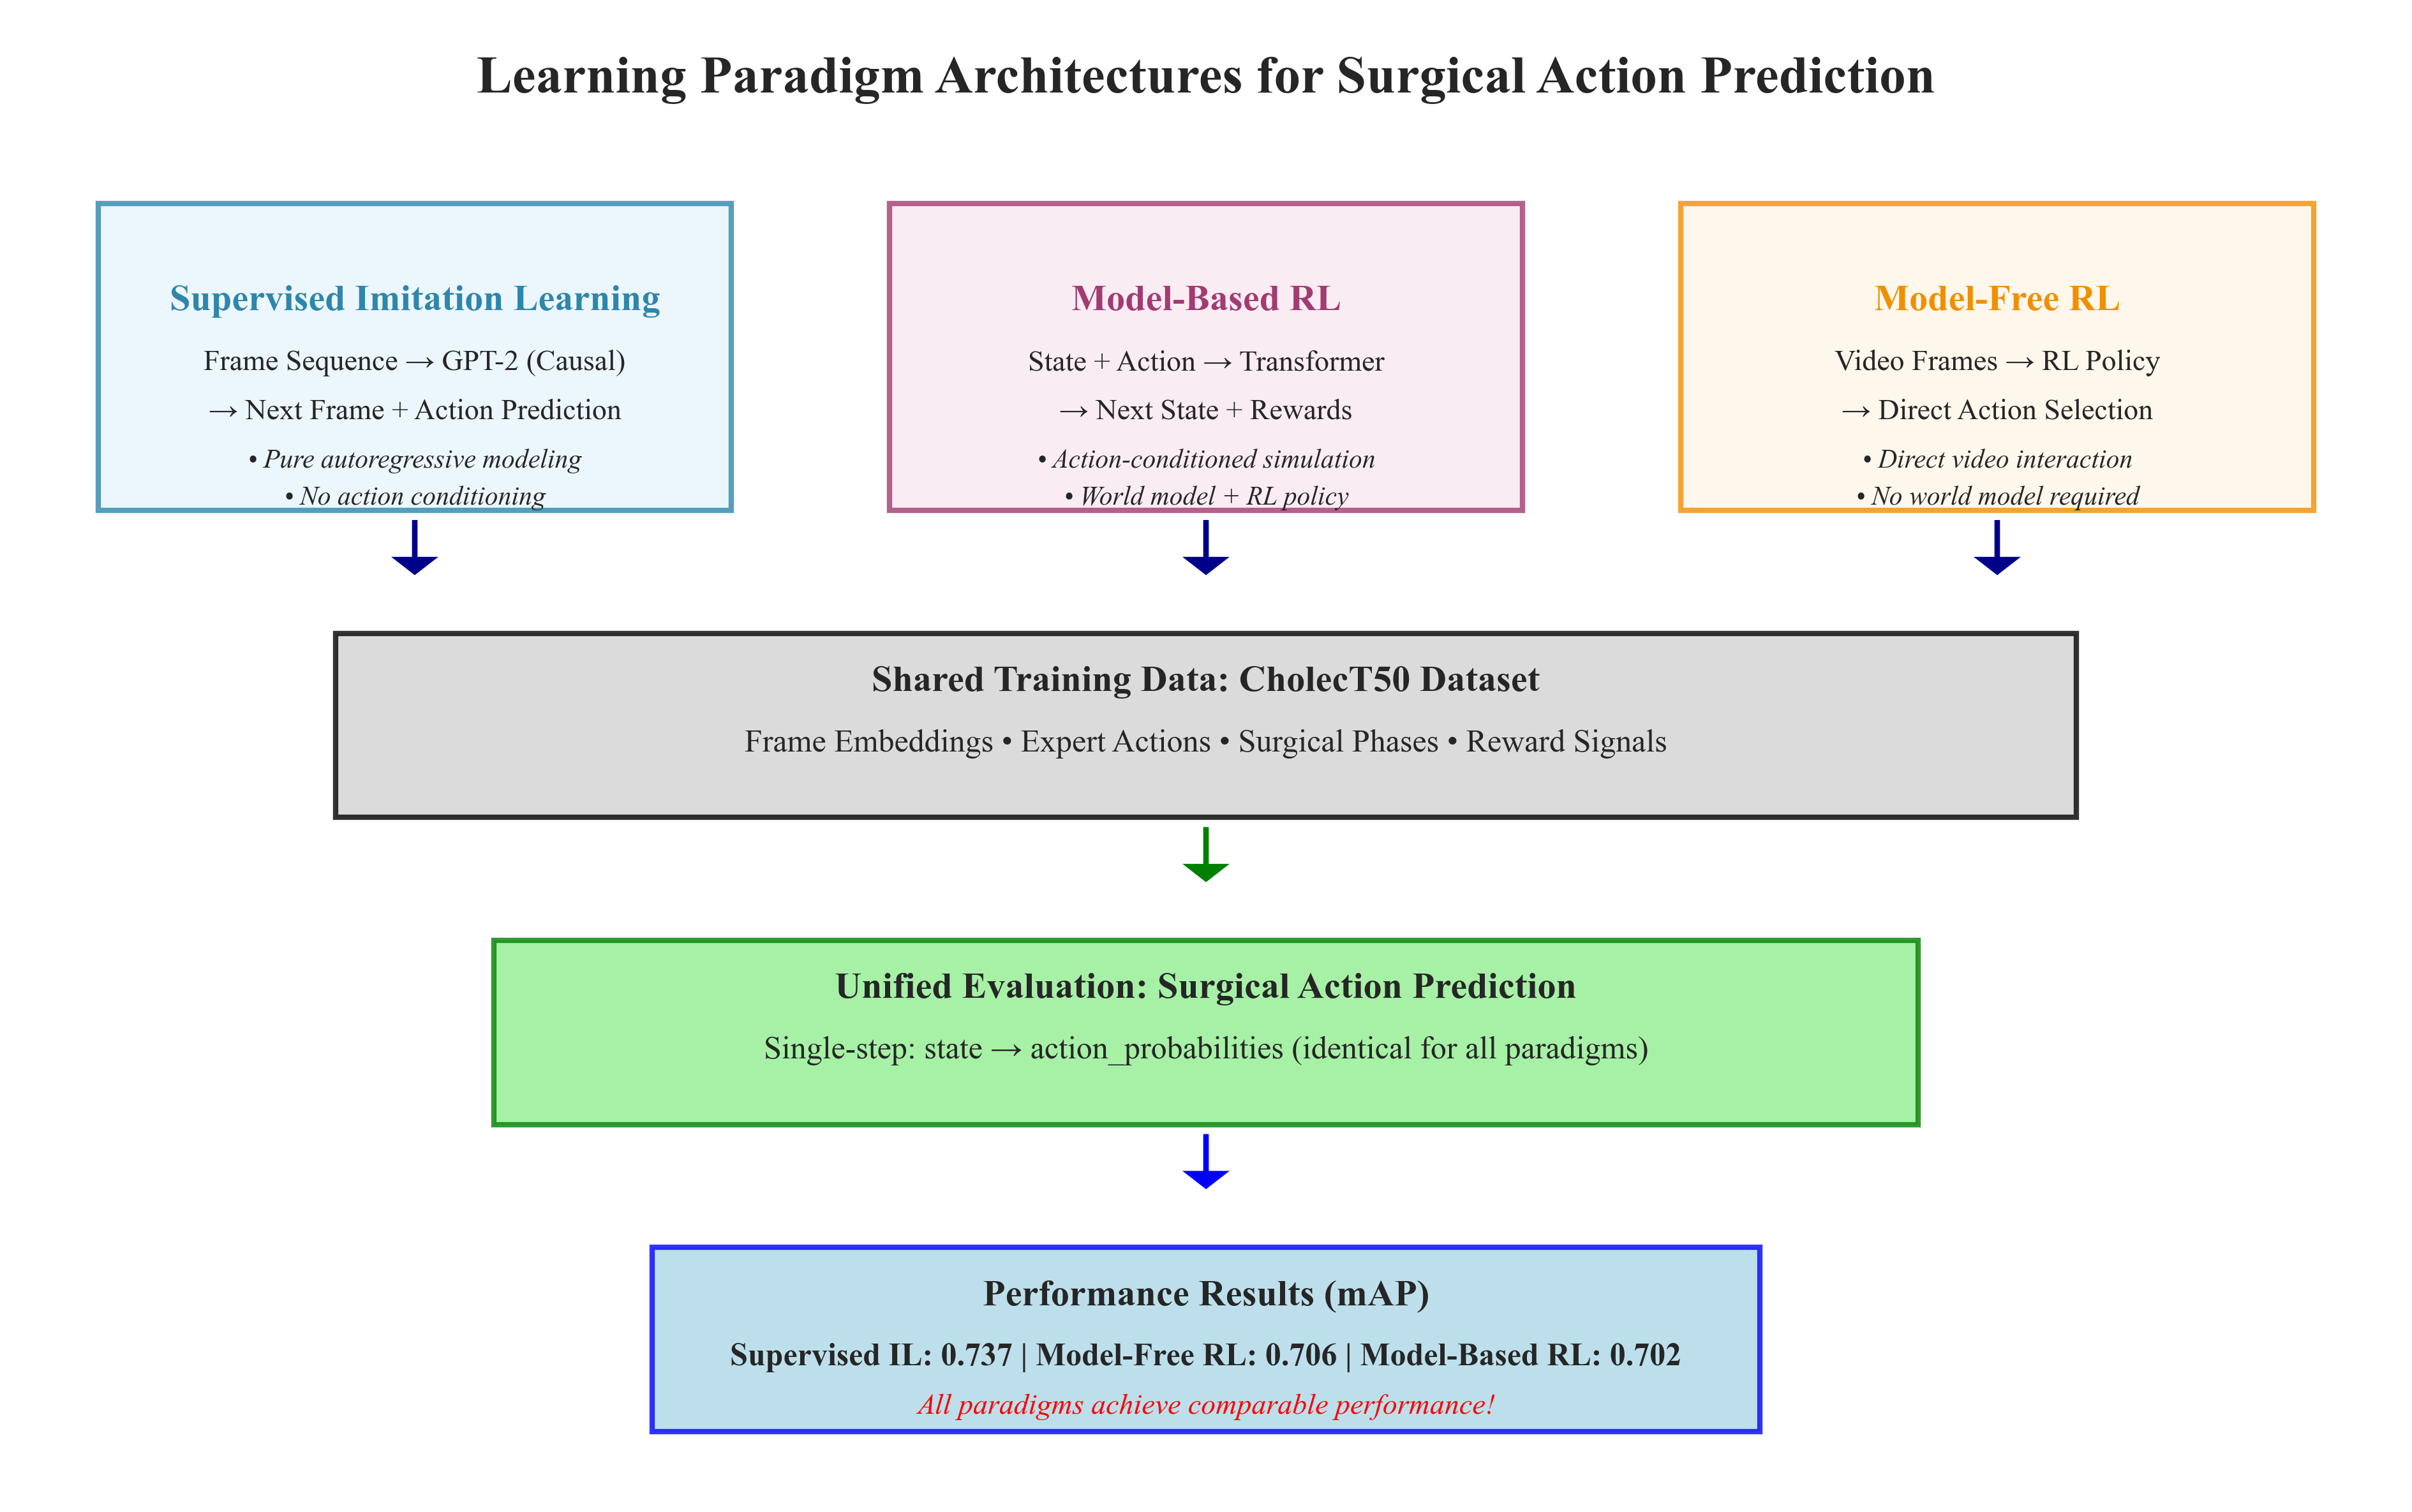 Learning Paradigm Architectures for Surgical Action Prediction
Supervised Imitation Learning
Frame Sequence → GPT-2 (Causal)
→ Next Frame + Action Prediction
• Pure autoregressive modeling
• No action conditioning
Model-Based RL
State + Action → Transformer
→ Next State + Rewards
• Action-conditioned simulation
• World model + RL policy
Model-Free RL
Video Frames → RL Policy
→ Direct Action Selection
• Direct video interaction
• No world model required
Shared Training Data: CholecT50 Dataset
Frame Embeddings • Expert Actions • Surgical Phases • Reward Signals
Unified Evaluation: Surgical Action Prediction
Single-step: state → action_probabilities (identical for all paradigms)
Performance Results (mAP)
Supervised IL: 0.737 | Model-Free RL: 0.706 | Model-Based RL: 0.702
All paradigms achieve comparable performance!